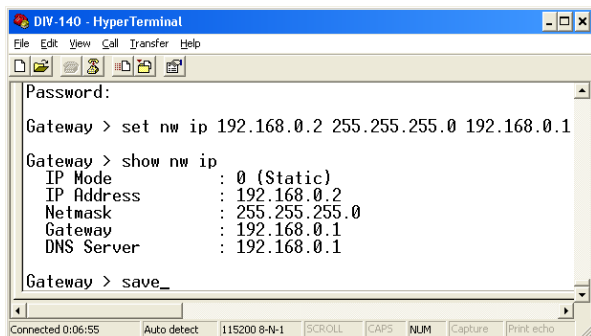 DIV-140 - HyperTerminal
File Edit View Call Transfer Help
Password:
Gateway > set nw ip 192.168.0.2 255.255.255.0 192.168.0.1
Gateway > show nw ip
IP Mode : 0 (Static)
IP Address : 192.168.0.2
Netmask : 255.255.255.0
Gateway : 192.168.0.1
DNS Server : 192.168.0.1
Gateway > save_
Connected 0:06:55 Auto detect 115200 8-N-1 SCROLL CAPS NUM Capture Print echo